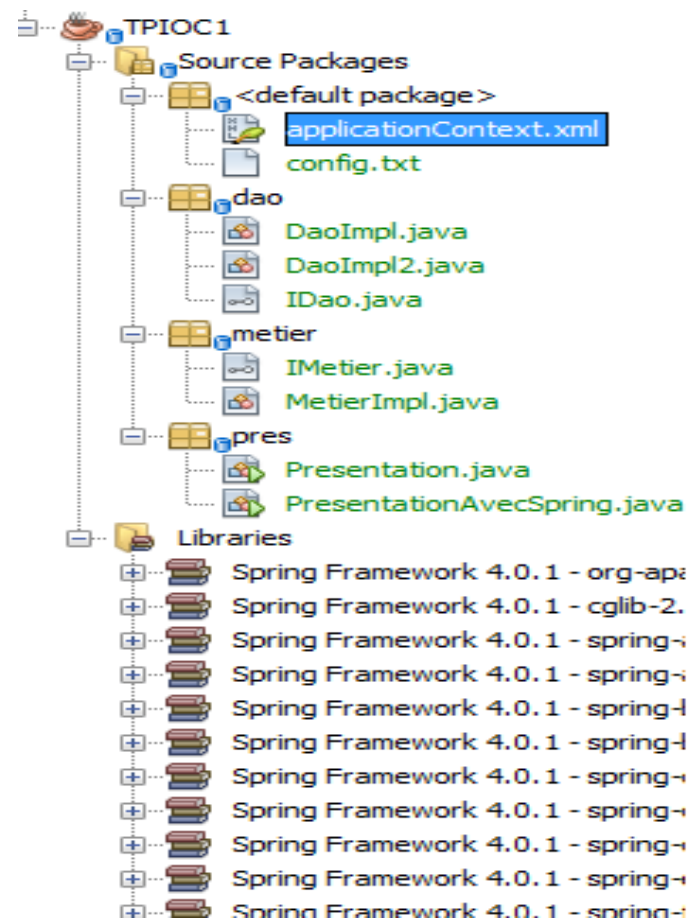 TPIOC1
Source Packages
<default package>
applicationContext.xml
config.txt
dao
DaoImpl.java
DaoImpl2.java
IDao.java
metier
IMetier.java
MetierImpl.java
pres
Presentation.java
PresentationAvecSpring.java
Libraries
Spring Framework 4.0.1 - org-apa
Spring Framework 4.0.1 - cglib-2.
Spring Framework 4.0.1 - spring-
Spring Framework 4.0.1 - spring-
Spring Framework 4.0.1 - spring-
Spring Framework 4.0.1 - spring-
Spring Framework 4.0.1 - spring-
Spring Framework 4.0.1 - spring-
Spring Framework 4.0.1 - spring-
Spring Framework 4.0.1 - spring-
Spring Framework 4.0.1 - spring-